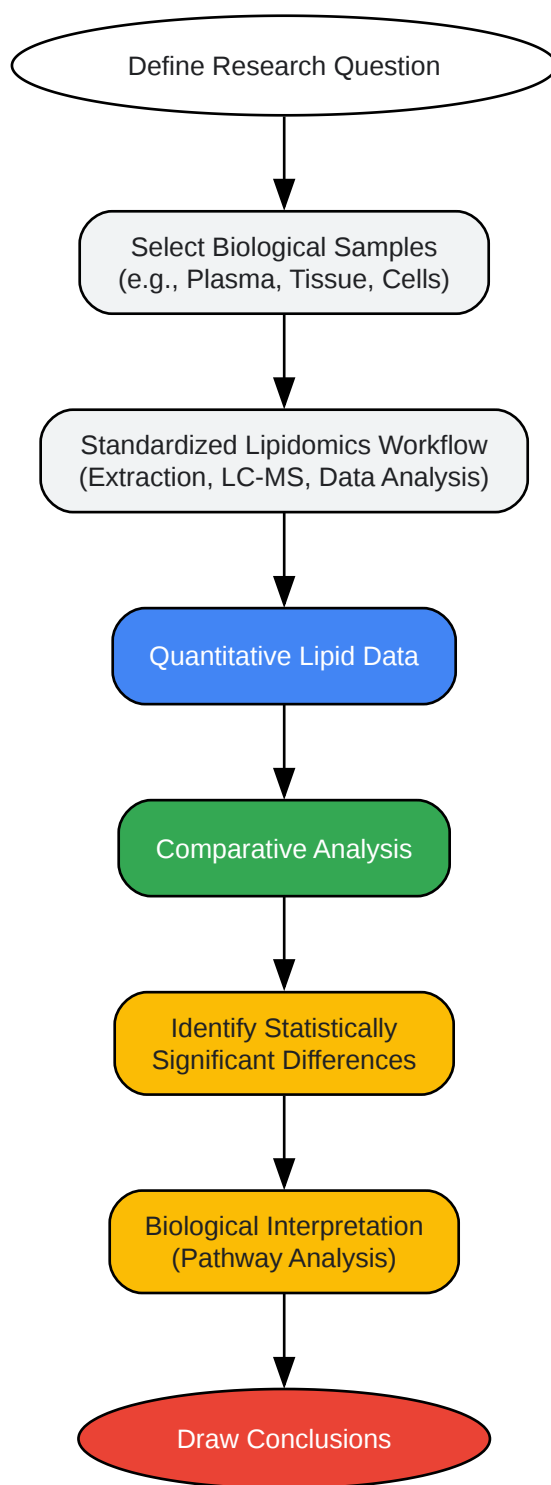 Define Research Question
Select Biological Samples
(e.g., Plasma, Tissue, Cells)
Standardized Lipidomics Workflow
(Extraction, LC-MS, Data Analysis)
Quantitative Lipid Data
Comparative Analysis
Identify Statistically
Significant Differences
Biological Interpretation
(Pathway Analysis)
Draw Conclusions